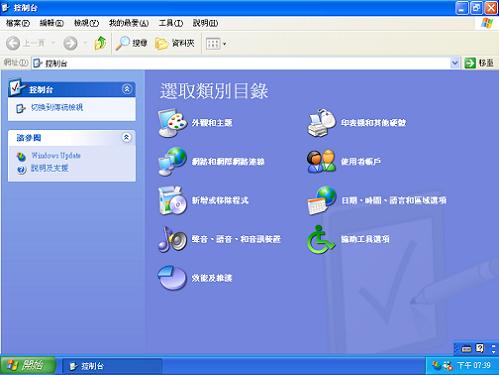 控制台
檔案(F) 編輯(E) 檢視(V) 我的最愛(A) 工具(T) 說明(H)
上一頁 搜尋 資料夾
網址(D) 控制台 移至
控制台
切換到傳統檢視
請參閱
Windows Update
說明及支援
選取類別目錄
外觀和主題
印表機和其他硬體
網路和網際網路連線
使用者帳戶
新增或移除程式
日期、時間、語言和區域選項
聲音、語音、和音訊裝置
協助工具選項
效能及維護
開始 控制台 下午 07:39